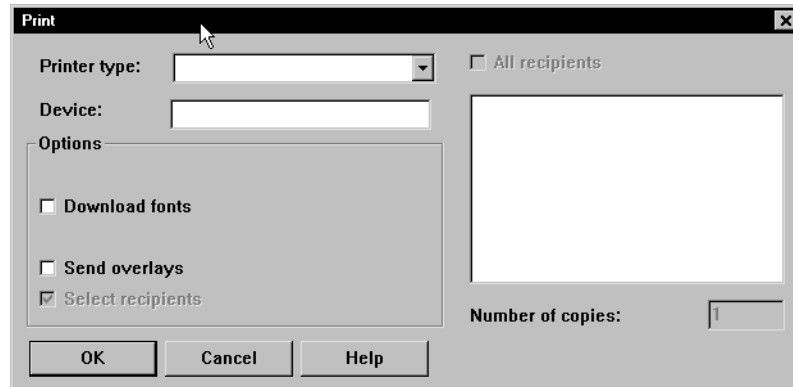 Print
Printer type:
Device:
Options
Download fonts
Send overlays
Select recipients
OK
Cancel
Help
All recipients
Number of copies:
1